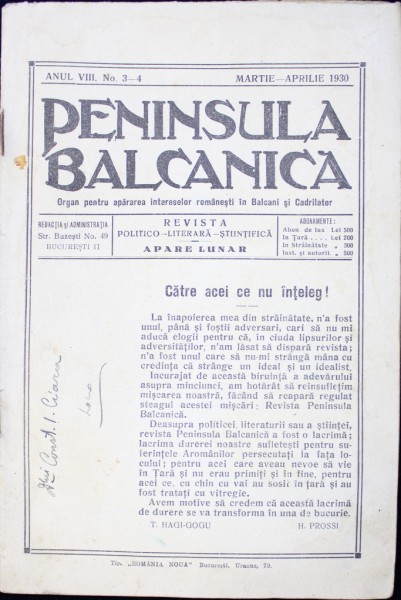 ANUL VIII. No. 3—4
MARTIE—APRILIE 1930
PENINSULA
BALCANICA
Organ pentru apărarea intereselor românești în Balcani și Cadrilater
REDACȚIA și ADMINISTRAȚIA
Str. Buzești No. 49
BUCUREȘTI II
REVISTA
POLITICO—LITERARĂ—ȘTIINȚIFICĂ
APARE LUNAR
ABONAMENTE:
Abon de lux Lei 500
în Țară .... Lei 200
în Străinătate „ 300
Inst. și autorit. „ 500
Către acei ce nu înțeleg!
La înapoierea mea din străinătate, n'a fost
unul, până și foștii adversari, cari să nu mi
aducă elogii pentru că, în ciuda lipsurilor și
adversităților, n'am lăsat să dispară revista;
n'a fost unul care să nu-mi strângă mâna cu
credința că strânge un ideal și un idealist.
Incurajat de această biruință a adevărului
asupra minciunei, am hotărât să reinsuflețim
mișcarea noastră, făcând să reapară regulat
steagul acestei mișcări: Revista Peninsula
Balcanică.
Deasupra politicei, literaturii sau a științei,
revista Peninsula Balcanică a fost o lacrimă;
lacrima durerei noastre sufletești pentru su-
ferințele Aromânilor persecutați la fața lo-
cului; pentru acei care aveau nevoe să vie
în Țară și nu erau primiți și în fine, pentru
acei ce, cu chin cu vai nu sosit în țară și au
fost tratați cu vitregie.
Avem motive să credem că această lacrimă
de durere se va transforma în una de bucurie.
T. HAGI-GOGU
H. PROSSI
Dlui Const. I. Ciacu
Loco
Tip. „ROMÂNIA NOUĂ” București, Uranus, 79.